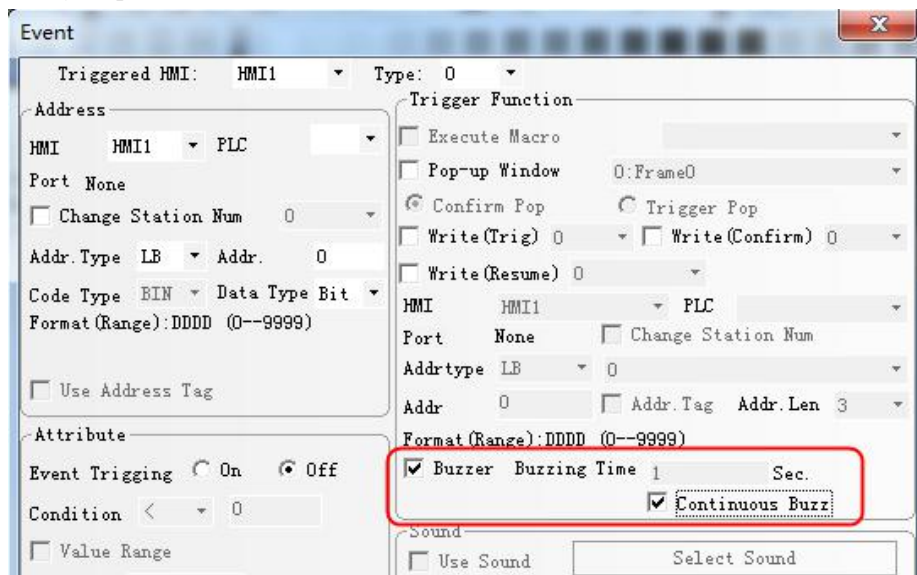 Event
Triggered HMI: HMI1 Type: 0
Address
HMI HMI1 PLC
Port None
Change Station Num 0
Addr.Type LB Addr. 0
Code Type BIN Data Type Bit
Format(Range):DDDD (0--9999)
Use Address Tag
Attribute
Event Trigging On Off
Condition < 0
Value Range
Trigger Function
Execute Macro
Pop-up Window 0:Frame0
Confirm Pop Trigger Pop
Write(Trig) 0 Write(Confirm) 0
Write(Resume) 0
HMI HMI1 PLC
Port None Change Station Num
Addrtype LB 0
Addr 0 Addr.Tag Addr.Len 3
Format(Range):DDDD (0--9999)
Buzzer Buzzing Time 1 Sec.
Continuous Buzz
Sound
Use Sound Select Sound